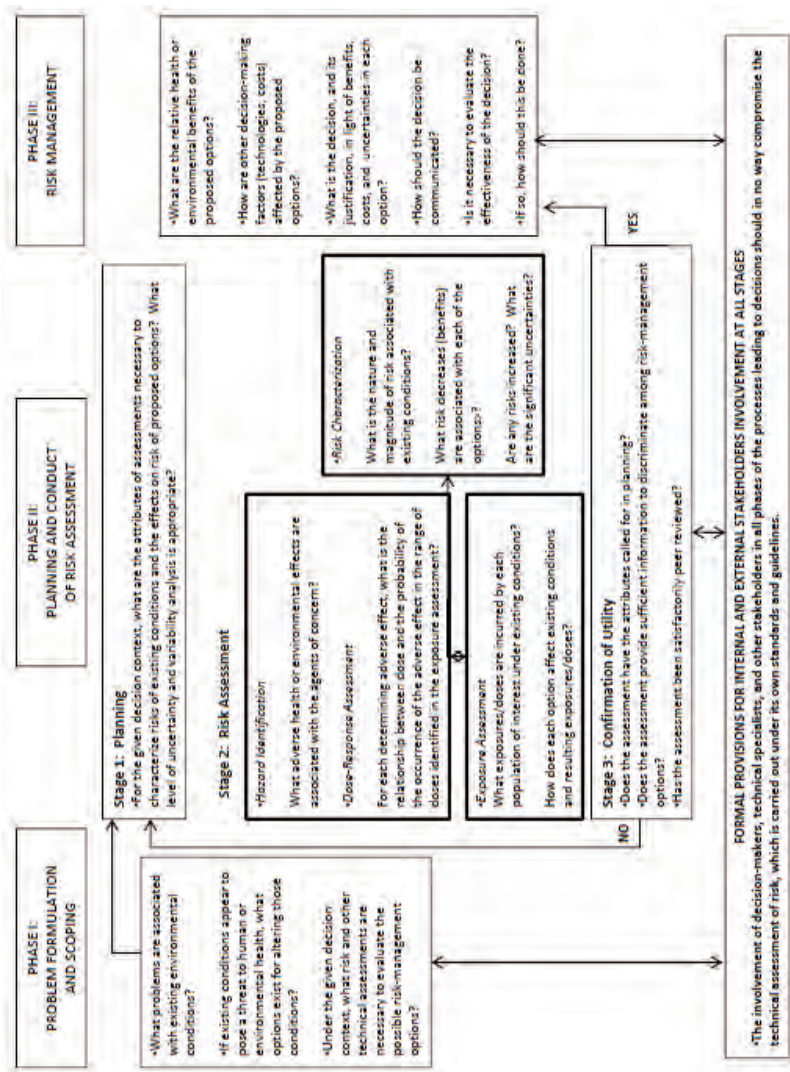 PHASE I:
PROBLEM FORMULATION
AND SCOPING
•What problems are associated
with existing environmental
conditions?
•If existing conditions appear to
pose a threat to human or
environmental health, what
options exist for altering those
conditions?
•Under the given decision
context, what risk and other
technical assessments are
necessary to evaluate the
possible risk-management
options?
PHASE II:
PLANNING AND CONDUCT
OF RISK ASSESSMENT
Stage 1: Planning
•For the given decision context, what are the attributes of assessments necessary to
characterize risks of existing conditions and the effects on risk of proposed options? What
level of uncertainty and variability analysis is appropriate?
Stage 2: Risk Assessment
•Hazard Identification
What adverse health or environmental effects are
associated with the agents of concern?
•Dose-Response Assessment
For each determining adverse effect, what is the
relationship between dose and the probability of
the occurrence of the adverse effect in the range of
doses identified in the exposure assessment?
•Exposure Assessment
What exposures/doses are incurred by each
population of interest under existing conditions?
How does each option affect existing conditions
and resulting exposures/doses?
•Risk Characterization
What is the nature and
magnitude of risk associated with
existing conditions?
What risk decreases (benefits)
are associated with each of the
options>?
Are any risks increased? What
are the significant uncertainties?
Stage 3: Confirmation of Utility
•Does the assessment have the attributes called for in planning?
•Does the assessment provide sufficient information to discriminate among risk-management
options?
•Has the assessment been satisfactorily peer reviewed?
NO
YES
PHASE III:
RISK MANAGEMENT
•What are the relative health or
environmental benefits of the
proposed options?
•How are other decision-making
factors (technologies, costs)
affected by the proposed
options?
•What is the decision, and its
justification, in light of benefits,
costs, and uncertainties in each
option?
•How should the decision be
communicated?
•Is it necessary to evaluate the
effectiveness of the decision?
•If so, how should this be done?
FORMAL PROVISIONS FOR INTERNAL AND EXTERNAL STAKEHOLDERS INVOLVEMENT AT ALL STAGES
•The involvement of decision-makers, technical specialists, and other stakeholders in all phases of the processes leading to decisions should in no way compromise the
technical assessment of risk, which is carried out under its own standards and guidelines.